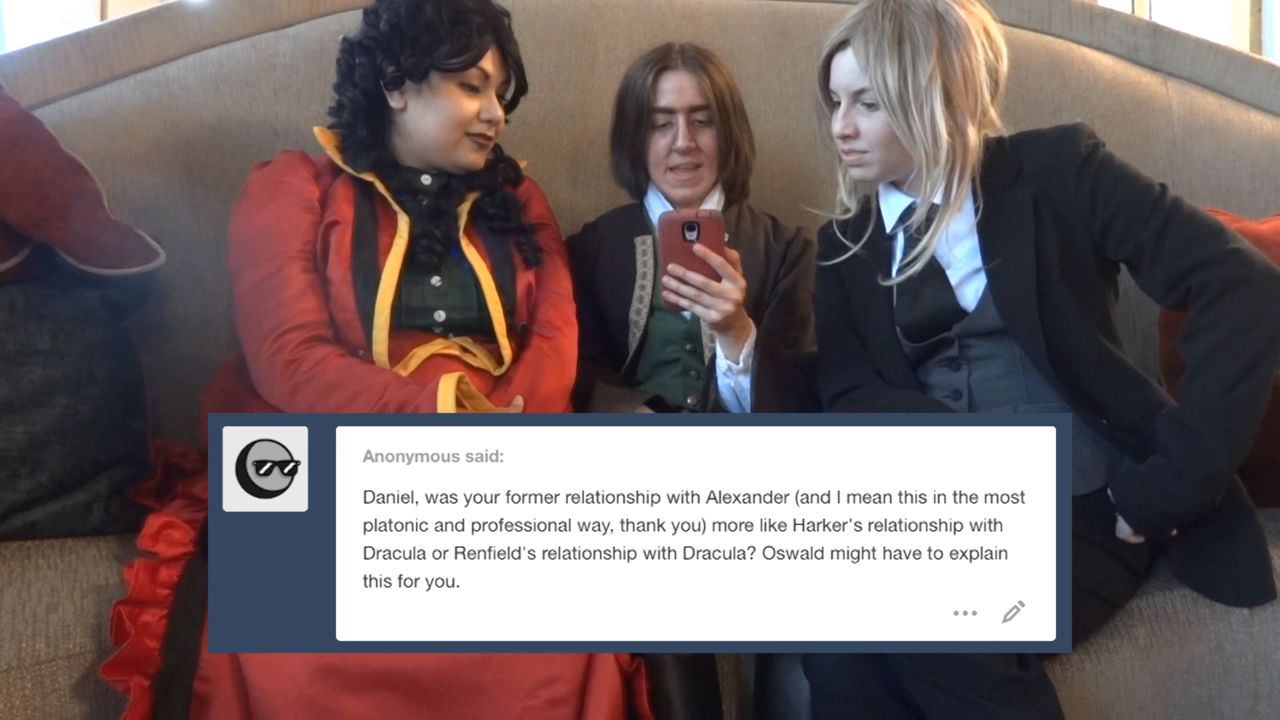 Anonymous said:
Daniel, was your former relationship with Alexander (and I mean this in the most
platonic and professional way, thank you) more like Harker's relationship with
Dracula or Renfield's relationship with Dracula? Oswald might have to explain
this for you.